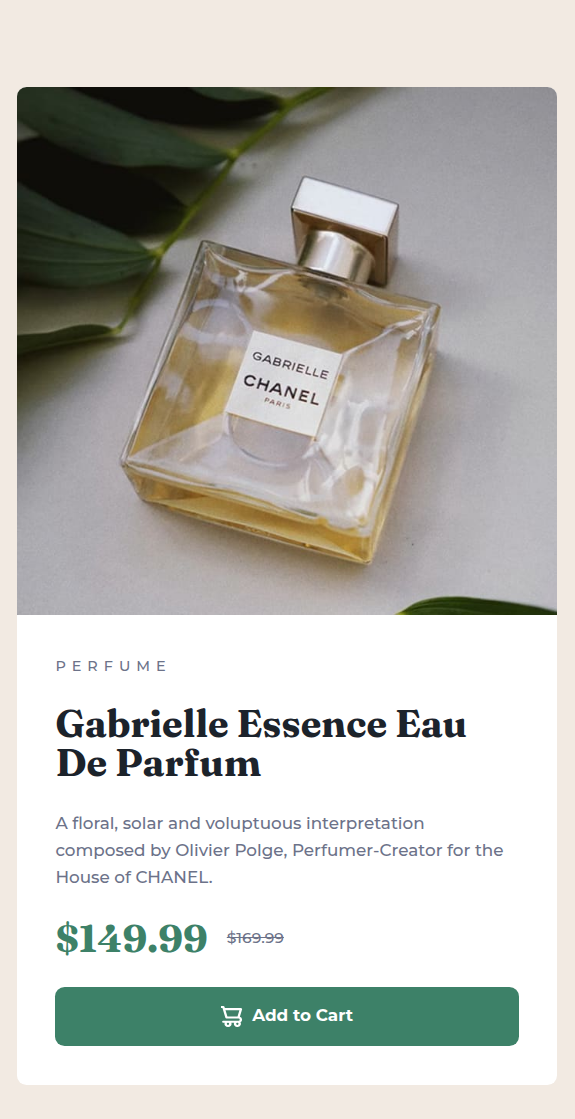 GABRIELLE
CHANEL
PARIS
PERFUME
Gabrielle Essence Eau
De Parfum
A floral, solar and voluptuous interpretation
composed by Olivier Polge, Perfumer-Creator for the
House of CHANEL.
$149.99 $169.99
Add to Cart